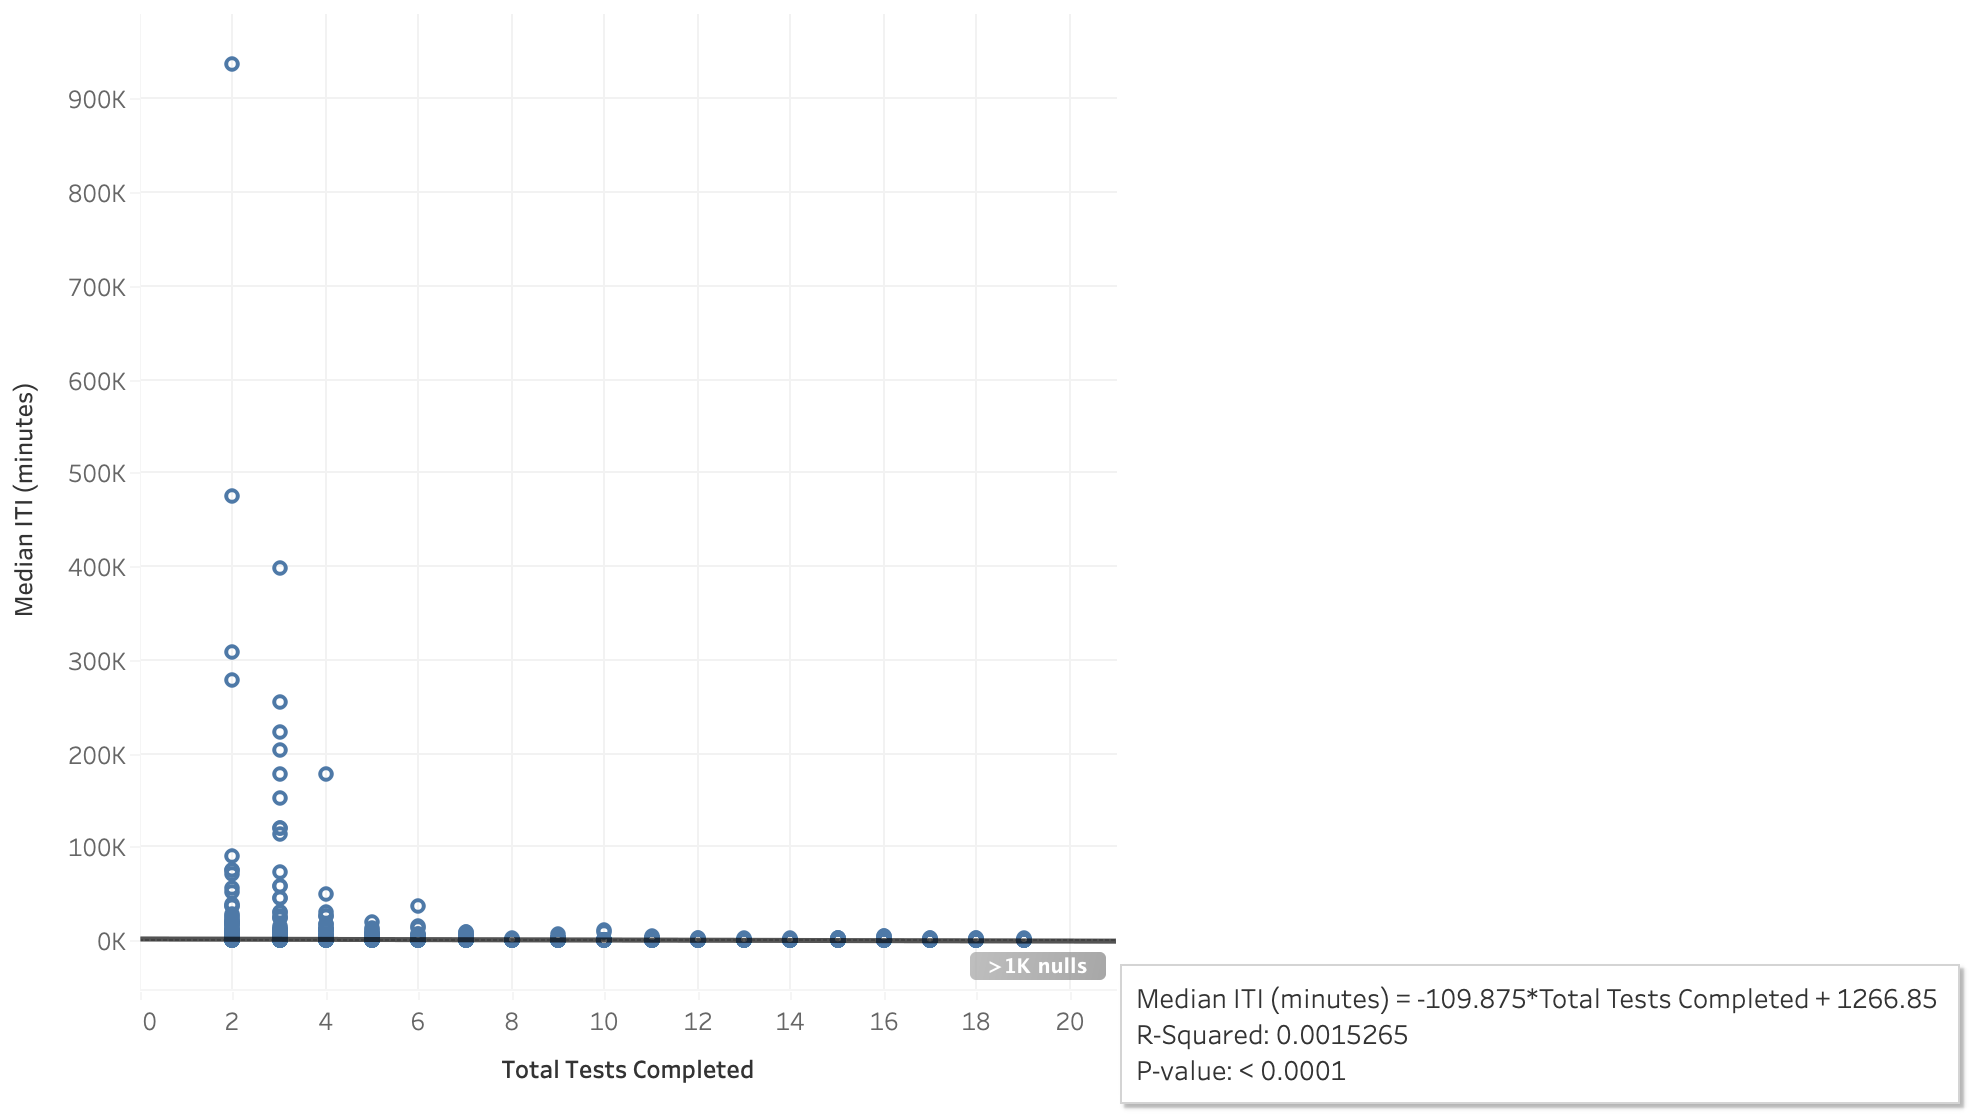 900K
800K
700K
600K
500K
400K
300K
200K
100K
0K
Median ITI (minutes)
>1K nulls
0 2 4 6 8 10 12 14 16 18 20
Total Tests Completed
Median ITI (minutes) = -109.875*Total Tests Completed + 1266.85
R-Squared: 0.0015265
P-value: < 0.0001